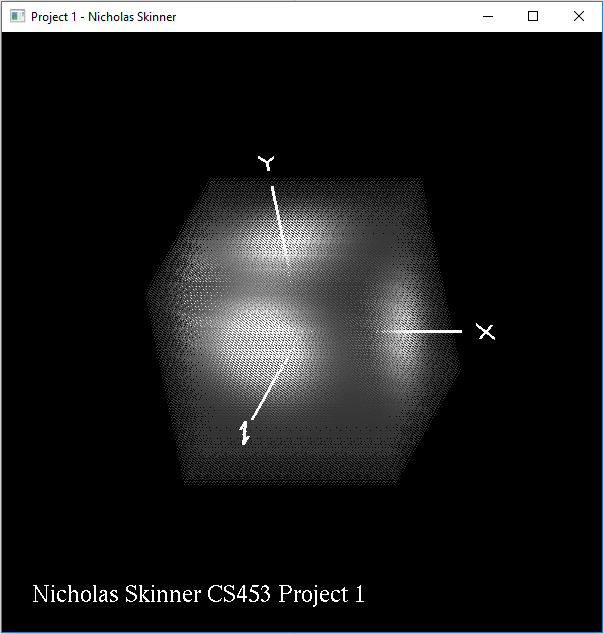 Project 1 - Nicholas Skinner
Y
X
Z
Nicholas Skinner CS453 Project 1